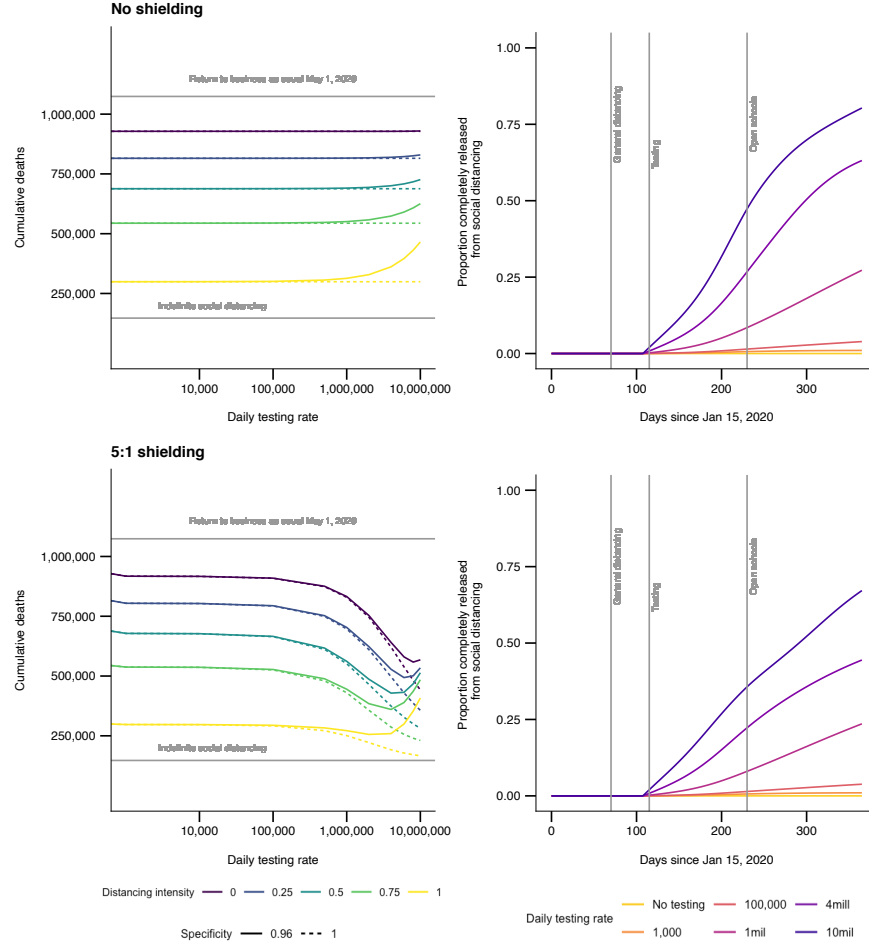 No shielding
Return to business as usual May 1, 2020
1,000,000
750,000
500,000
250,000
Cumulative deaths
Indefinite social distancing
10,000
100,000
1,000,000
10,000,000
Daily testing rate
1.00
0.75
0.50
0.25
0.00
Proportion completely released
from social distancing
General distancing
Testing
Open schools
0
100
200
300
Days since Jan 15, 2020
5:1 shielding
Return to business as usual May 1, 2020
1,000,000
750,000
500,000
250,000
Cumulative deaths
Indefinite social distancing
10,000
100,000
1,000,000
10,000,000
Daily testing rate
1.00
0.75
0.50
0.25
0.00
Proportion completely released
from social distancing
General distancing
Testing
Open schools
0
100
200
300
Days since Jan 15, 2020
Distancing intensity 0 0.25 0.5 0.75 1
Specificity 0.96 1
Daily testing rate
No testing 100,000 4mill
1,000 1mil 10mil